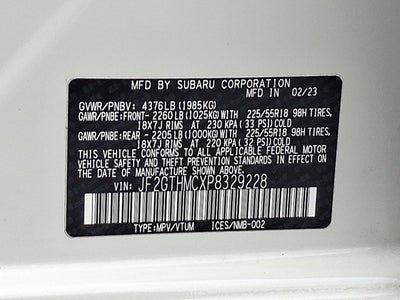 MFD. BY SUBARU CORPORATION
MADE IN JAPAN 02/23
GVWR/PNBV: 4376LB (1985KG)
GAWR/PNBE:FRONT- 2260LB (1025KG) WITH 225/55R18 98H TIRES,
18X7J RIMS AT 230 KPA (33 PSI) COLD
GAWR/PNBE:REAR - 2205LB (1000KG) WITH 225/55R18 98H TIRES,
18X7J RIMS AT 220 KPA (32 PSI) COLD
THIS VEHICLE CONFORMS TO ALL APPLICABLE FEDERAL MOTOR
VEHICLE SAFETY AND THEFT PREVENTION STANDARDS IN EFFECT
ON THE DATE OF MANUFACTURE SHOWN ABOVE.
VIN: JF2GTHMCXP8329228
TYPE:MPV/VTUM ICES/NMB-002